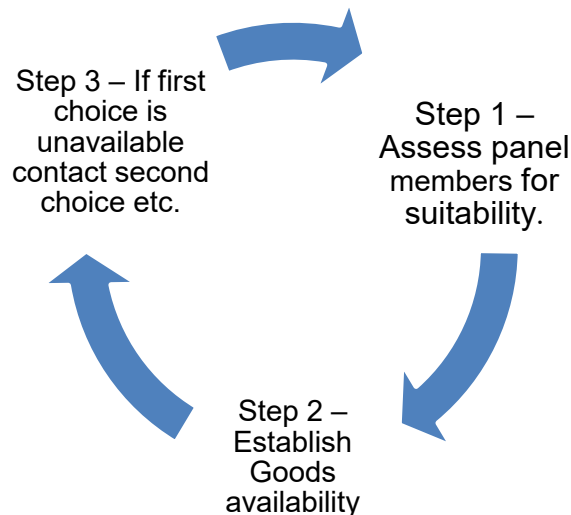 Step 1 –
Assess panel
members for
suitability.
Step 2 –
Establish
Goods
availability
Step 3 – If first
choice is
unavailable
contact second
choice etc.